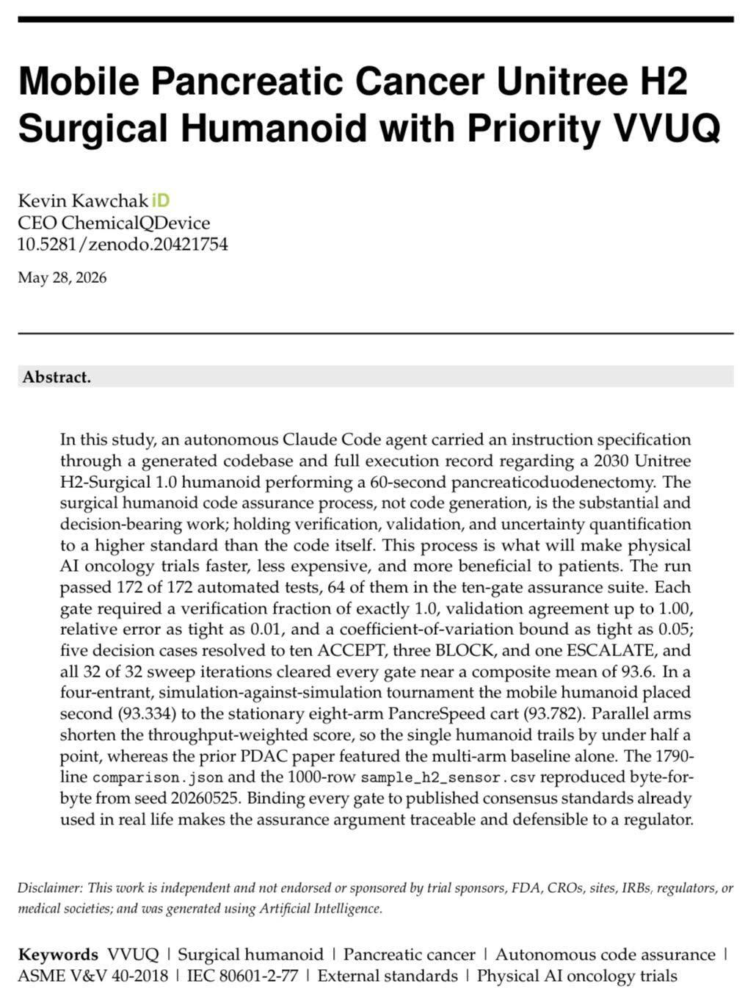 Mobile Pancreatic Cancer Unitree H2
Surgical Humanoid with Priority VVUQ
Kevin Kawchak iD
CEO ChemicalQDevice
10.5281/zenodo.20421754
May 28, 2026
Abstract.
In this study, an autonomous Claude Code agent carried an instruction specification
through a generated codebase and full execution record regarding a 2030 Unitree
H2-Surgical 1.0 humanoid performing a 60-second pancreaticoduodenectomy. The
surgical humanoid code assurance process, not code generation, is the substantial and
decision-bearing work; holding verification, validation, and uncertainty quantification
to a higher standard than the code itself. This process is what will make physical
AI oncology trials faster, less expensive, and more beneficial to patients. The run
passed 172 of 172 automated tests, 64 of them in the ten-gate assurance suite. Each
gate required a verification fraction of exactly 1.0, validation agreement up to 1.00,
relative error as tight as 0.01, and a coefficient-of-variation bound as tight as 0.05;
five decision cases resolved to ten ACCEPT, three BLOCK, and one ESCALATE, and
all 32 of 32 sweep iterations cleared every gate near a composite mean of 93.6. In a
four-entrant, simulation-against-simulation tournament the mobile humanoid placed
second (93.334) to the stationary eight-arm PancreSpeed cart (93.782). Parallel arms
shorten the throughput-weighted score, so the single humanoid trails by under half a
point, whereas the prior PDAC paper featured the multi-arm baseline alone. The 1790-
line comparison.json and the 1000-row sample_h2_sensor.csv reproduced byte-for-
byte from seed 20260525. Binding every gate to published consensus standards already
used in real life makes the assurance argument traceable and defensible to a regulator.
Disclaimer: This work is independent and not endorsed or sponsored by trial sponsors, FDA, CROs, sites, IRBs, regulators, or
medical societies; and was generated using Artificial Intelligence.
Keywords VVUQ | Surgical humanoid | Pancreatic cancer | Autonomous code assurance |
ASME V&V 40-2018 | IEC 80601-2-77 | External standards | Physical AI oncology trials